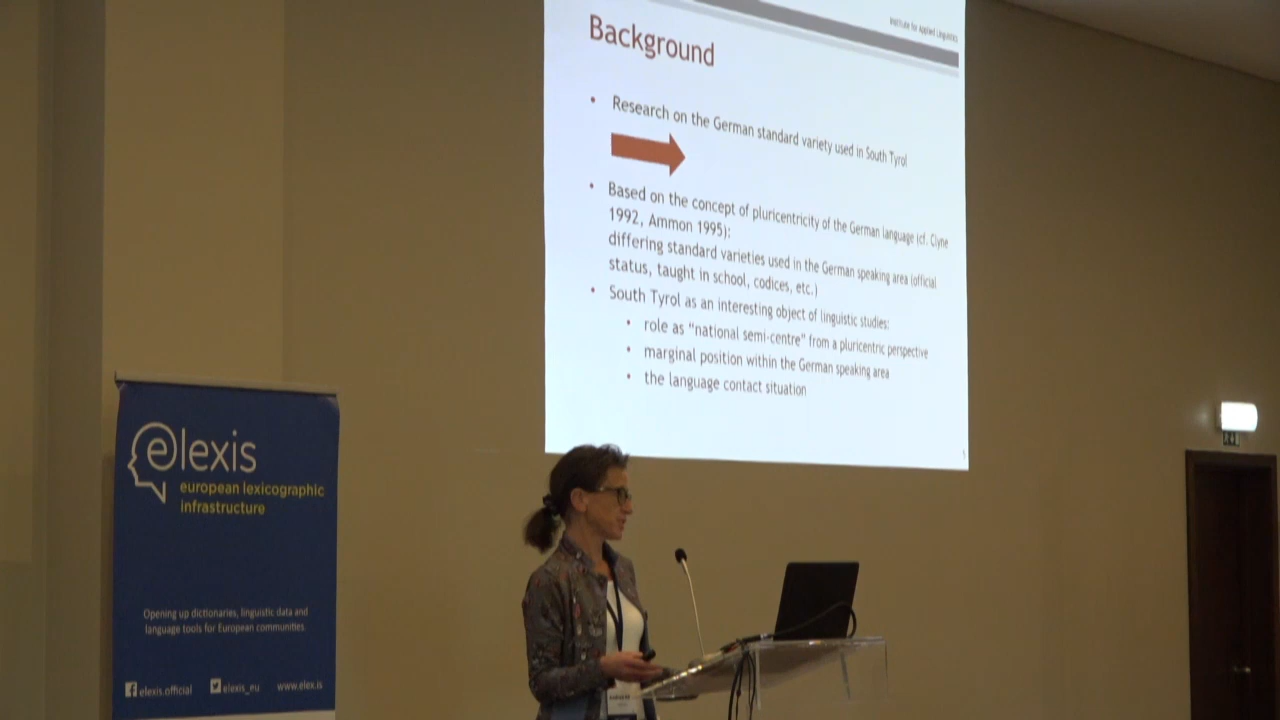 Institute for Applied Linguistics
Background
• Research on the German standard variety used in South Tyrol
• Based on the concept of pluricentricity of the German language (cf. Clyne
1992, Ammon 1995):
differing standard varieties used in the German speaking area (official
status, taught in school, codices, etc.)
• South Tyrol as an interesting object of linguistic studies:
• role as “national semi-centre” from a pluricentric perspective
• marginal position within the German speaking area
• the language contact situation
elexis
european lexicographic
infrastructure
Opening up dictionaries, linguistic data and
language tools for European communities.
elexis.official elexis_eu www.elex.is